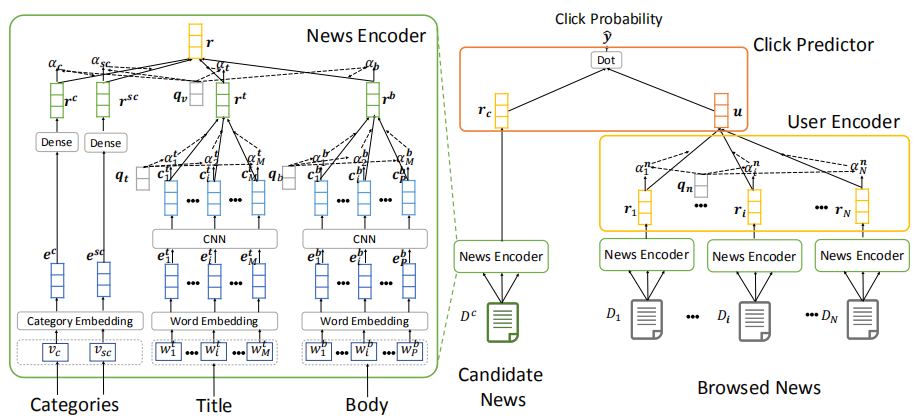 Click Probability
ŷ
News Encoder
r
Dot
Click Predictor
α_c α_sc α_t α_b
r^c r^sc q_v r^t r^b
r_c u
Dense Dense
User Encoder
q_t α_1^t α_i^t α_M^t q_b α_1^b α_i^b α_M^b
α_1^n α_i^n α_N^n
q_n
c_1^t c_i^t c_M^t c_1^b c_i^b c_P^b
r_1 r_i r_N
CNN CNN
e^c e^sc e_1^t e_i^t e_M^t e_1^b e_i^b e_P^b
News Encoder News Encoder News Encoder News Encoder
D^c D_1 D_i D_N
Category Embedding Word Embedding Word Embedding
v_c v_sc w_1^t w_i^t w_M^t w_1^b w_i^b w_P^b
Categories Title Body
Candidate
News
Browsed News